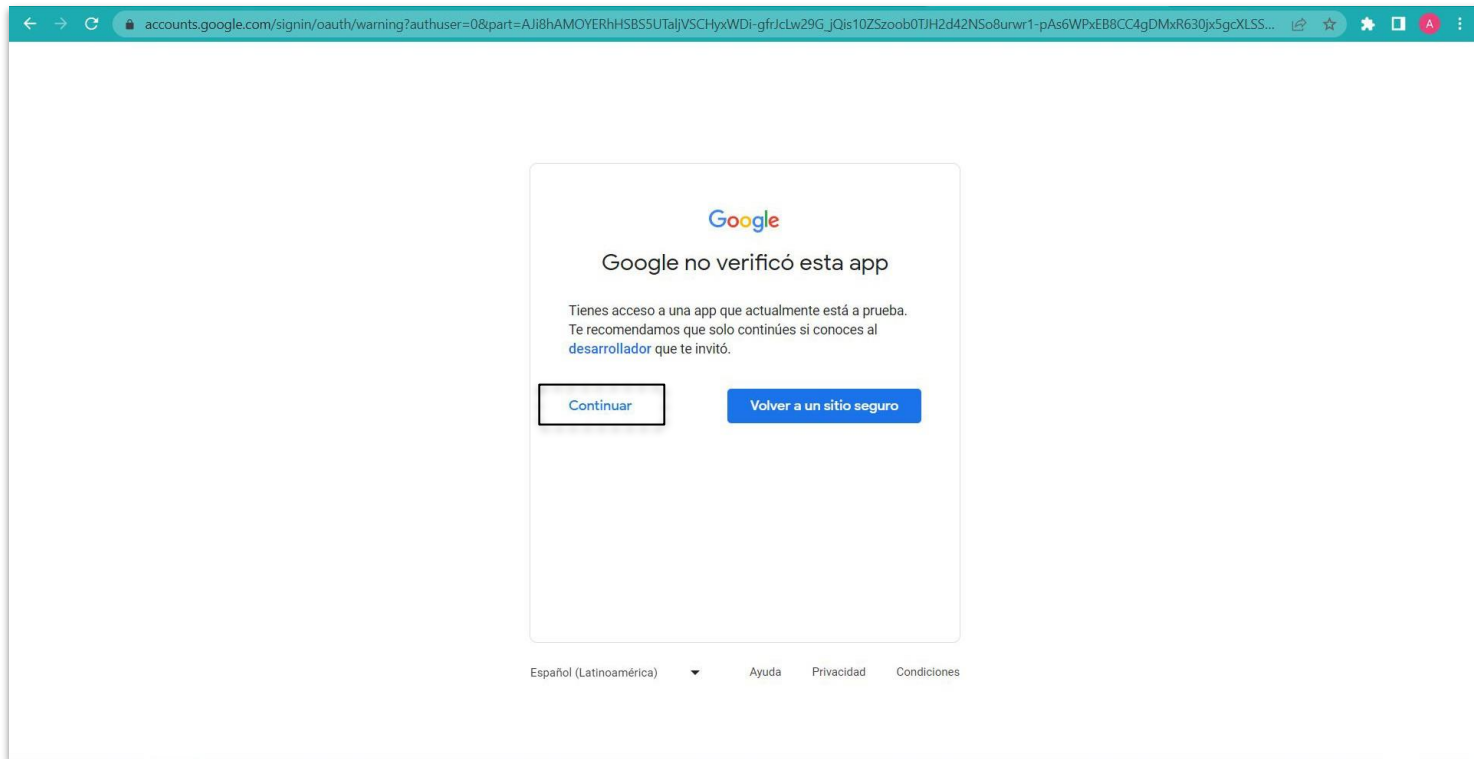 accounts.google.com/signin/oauth/warning?authuser=0&part=AJi8hAMOYERhHSBS5UTaljVSCHyxWDi-gfrJcLw29G_jQis10ZSzoob0TJH2d42NSo8urwr1-pAs6WPxEB8CC4gDMxR630jx5gcXLSS...
A
Google
Google no verificó esta app
Tienes acceso a una app que actualmente está a prueba.
Te recomendamos que solo continúes si conoces al
desarrollador que te invitó.
Continuar
Volver a un sitio seguro
Español (Latinoamérica)
Ayuda
Privacidad
Condiciones